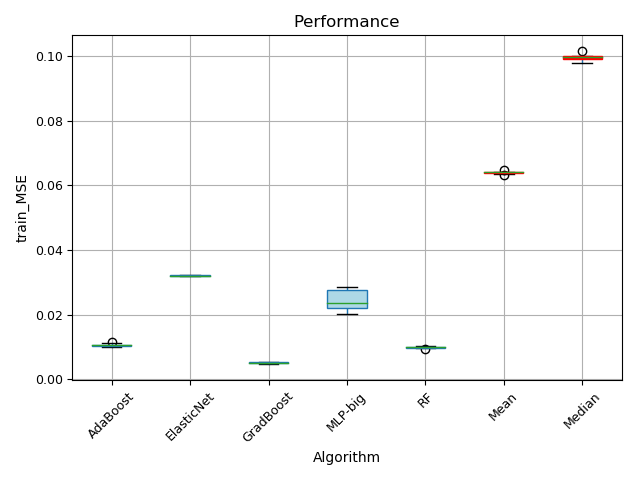 Performance
train_MSE
0.10
0.08
0.06
0.04
0.02
0.00
AdaBoost
ElasticNet
GradBoost
MLP-big
RF
Mean
Median
Algorithm